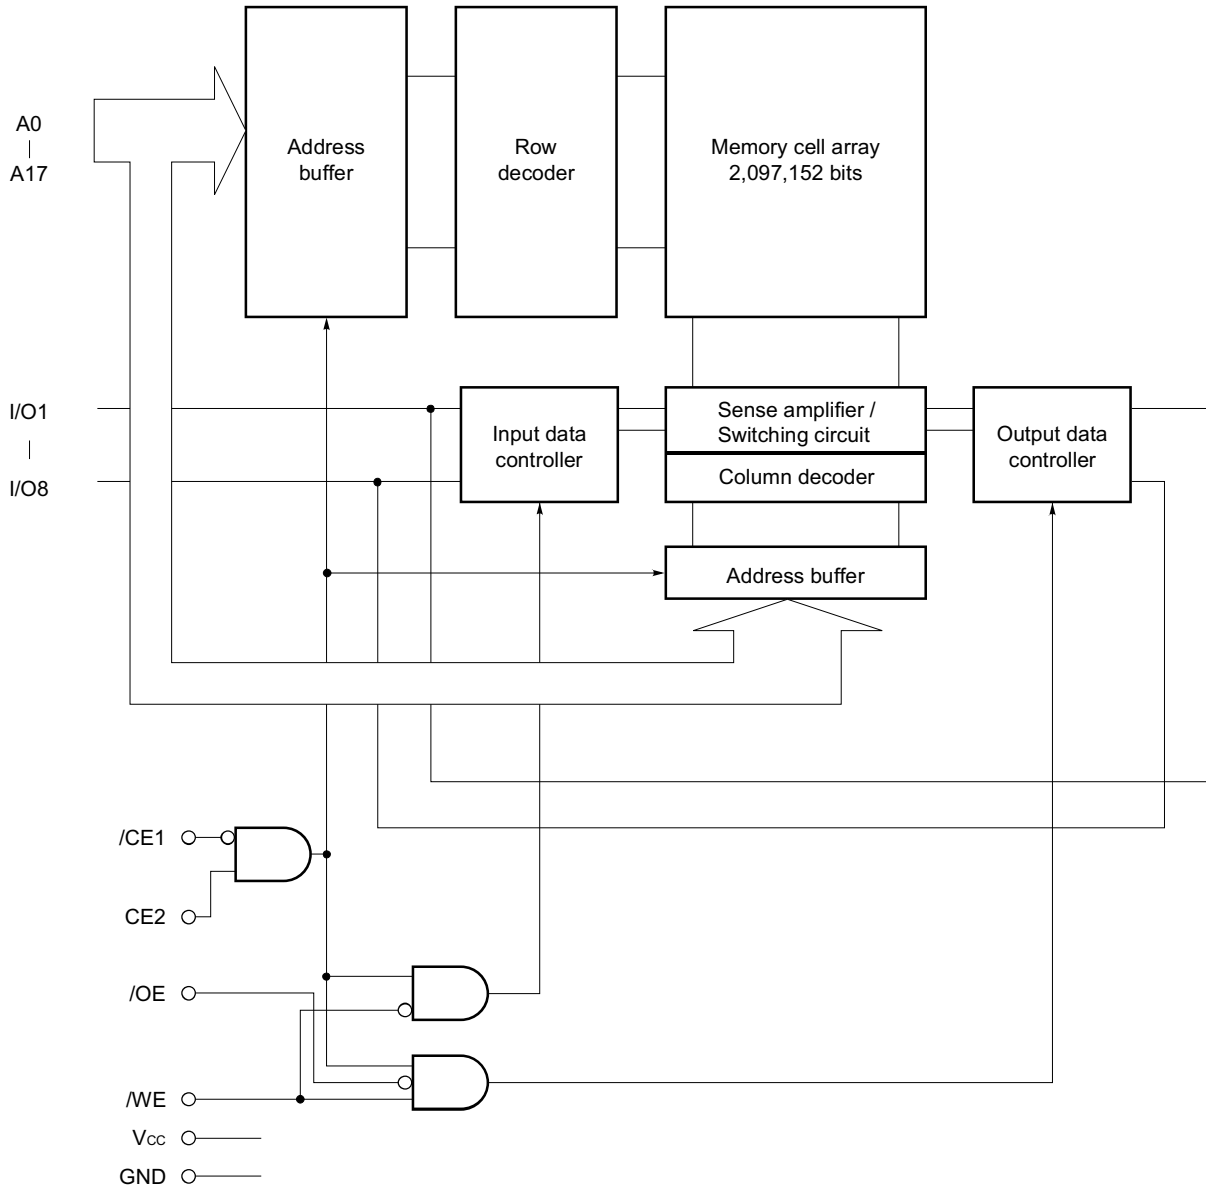 A0
A17
Address
buffer
Row
decoder
Memory cell array
2,097,152 bits
I/O1
I/O8
Input data
controller
Sense amplifier /
Switching circuit
Column decoder
Output data
controller
Address buffer
/CE1
CE2
/OE
/WE
VCC
GND